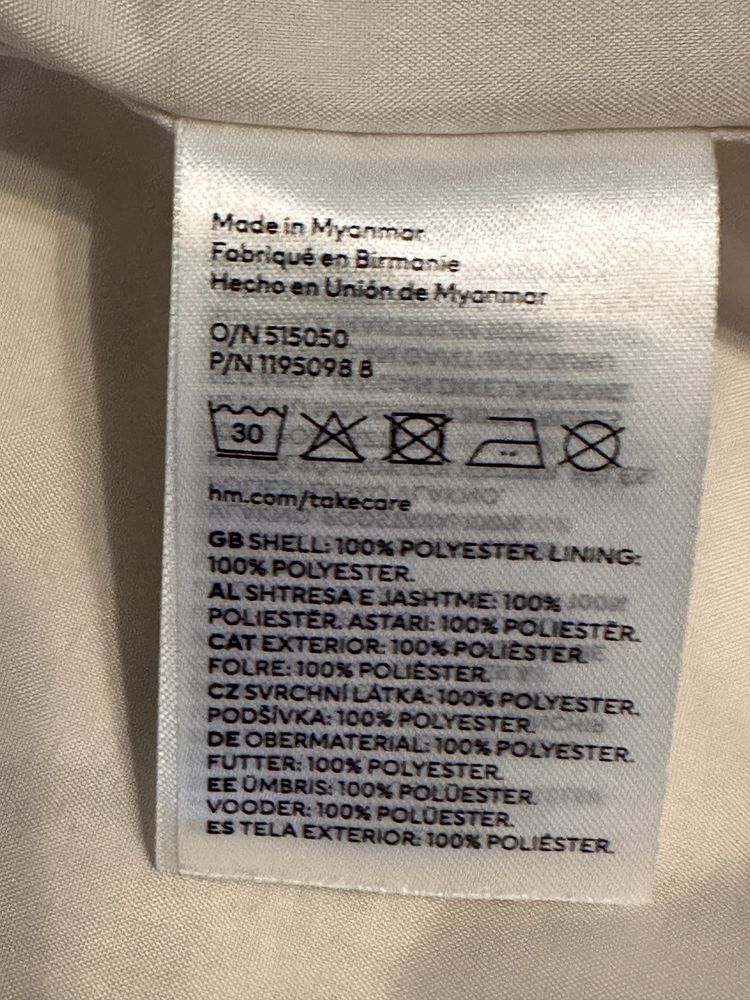 Made in Myanmar
Fabriqué en Birmanie
Hecho en Unión de Myanmar
O/N 515050
P/N 1195098 8
30
hm.com/takecare
GB SHELL: 100% POLYESTER. LINING:
100% POLYESTER.
AL SHTRESA E JASHTME: 100%
POLIESTËR. ASTARI: 100% POLIESTËR.
CAT EXTERIOR: 100% POLIÈSTER.
FOLRE: 100% POLIÈSTER.
CZ SVRCHNÍ LÁTKA: 100% POLYESTER.
PODŠÍVKA: 100% POLYESTER.
DE OBERMATERIAL: 100% POLYESTER.
FUTTER: 100% POLYESTER.
EE ÜMBRIS: 100% POLÜESTER.
VOODER: 100% POLÜESTER.
ES TELA EXTERIOR: 100% POLIÉSTER.